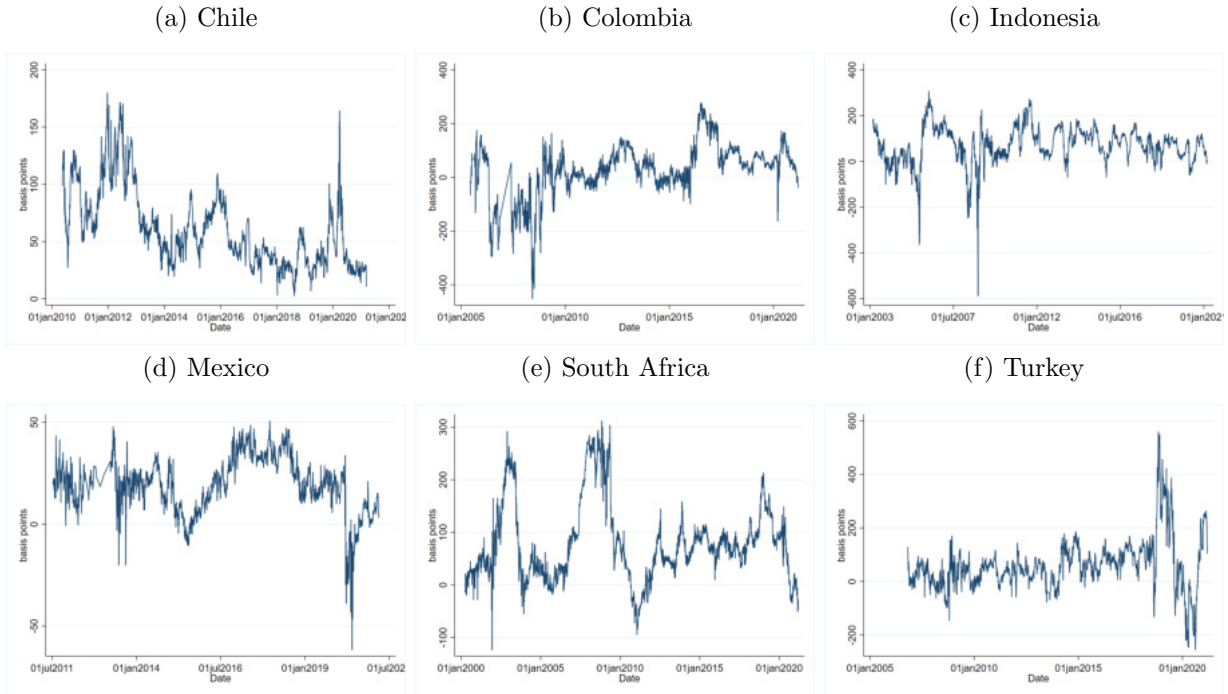 (a) Chile
(b) Colombia
(c) Indonesia
200
150
100
50
0
basis points
01jan2010 01jan2012 01jan2014 01jan2016 01jan2018 01jan2020 01jan202
Date
400
200
0
-200
-400
basis points
01jan2005 01jan2010 01jan2015 01jan2020
Date
400
200
0
-200
-400
-600
basis points
01jan2003 01jul2007 01jan2012 01jul2016 01jan2021
Date
(d) Mexico
(e) South Africa
(f) Turkey
50
0
-50
basis points
01jul2011 01jan2014 01jul2016 01jan2019 01jul202
Date
300
200
100
0
-100
basis points
01jan2000 01jan2005 01jan2010 01jan2015 01jan2020
Date
600
400
200
0
-200
basis points
01jan2005 01jan2010 01jan2015 01jan2020
Date